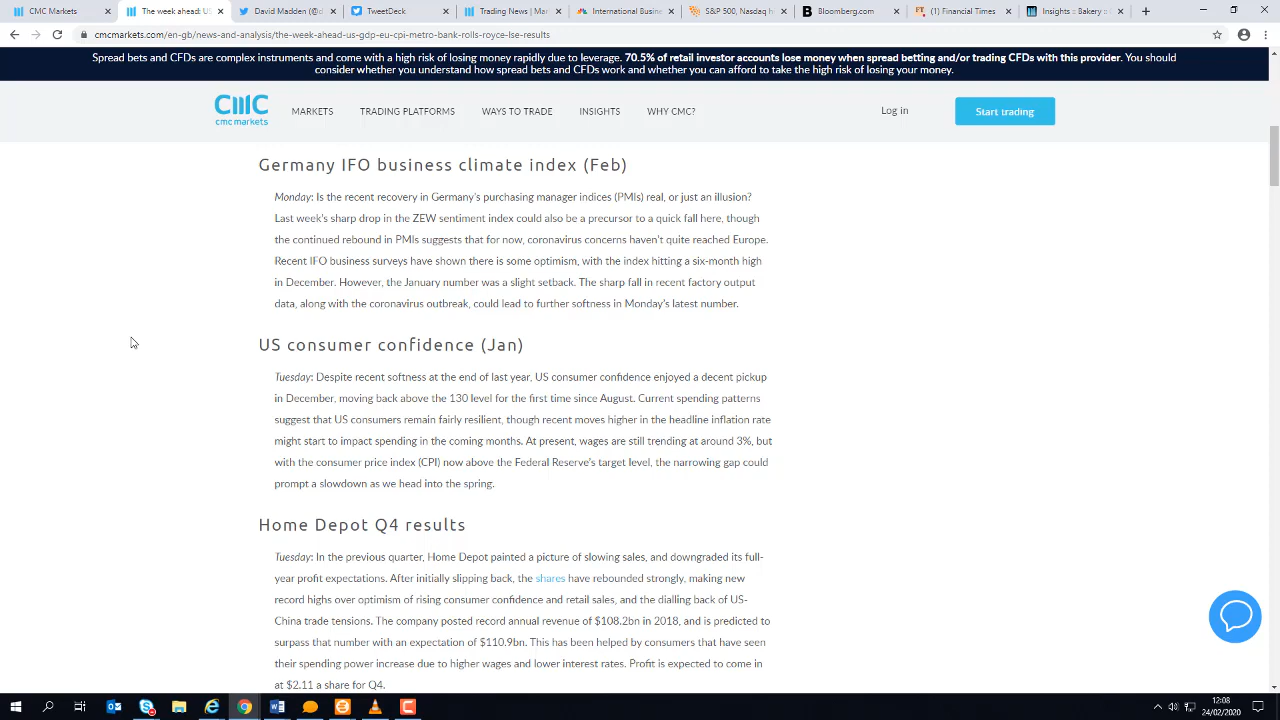 CMC Markets
The week ahead: US
David Madden (@d
TweetDeck
Trading News | Mar
International Busine
S&P 500, Nasdaq h
Bloomberg.com
(1) Financial Times
Insights :: Bakery o
cmcmarkets.com/en-gb/news-and-analysis/the-week-ahead-us-gdp-eu-cpi-metro-bank-rolls-royce-lse-results
Spread bets and CFDs are complex instruments and come with a high risk of losing money rapidly due to leverage. 70.5% of retail investor accounts lose money when spread betting and/or trading CFDs with this provider. You should
consider whether you understand how spread bets and CFDs work and whether you can afford to take the high risk of losing your money.
cmc markets
MARKETS
TRADING PLATFORMS
WAYS TO TRADE
INSIGHTS
WHY CMC?
Log in
Start trading
Germany IFO business climate index (Feb)
Monday: Is the recent recovery in Germany's purchasing manager indices (PMIs) real, or just an illusion?
Last week's sharp drop in the ZEW sentiment index could also be a precursor to a quick fall here, though
the continued rebound in PMIs suggests that for now, coronavirus concerns haven't quite reached Europe.
Recent IFO business surveys have shown there is some optimism, with the index hitting a six-month high
in December. However, the January number was a slight setback. The sharp fall in recent factory output
data, along with the coronavirus outbreak, could lead to further softness in Monday's latest number.
US consumer confidence (Jan)
Tuesday: Despite recent softness at the end of last year, US consumer confidence enjoyed a decent pickup
in December, moving back above the 130 level for the first time since August. Current spending patterns
suggest that US consumers remain fairly resilient, though recent moves higher in the headline inflation rate
might start to impact spending in the coming months. At present, wages are still trending at around 3%, but
with the consumer price index (CPI) now above the Federal Reserve's target level, the narrowing gap could
prompt a slowdown as we head into the spring.
Home Depot Q4 results
Tuesday: In the previous quarter, Home Depot painted a picture of slowing sales, and downgraded its full-
year profit expectations. After initially slipping back, the shares have rebounded strongly, making new
record highs over optimism of rising consumer confidence and retail sales, and the dialling back of US-
China trade tensions. The company posted record annual revenue of $108.2bn in 2018, and is predicted to
surpass that number with an expectation of $110.9bn. This has been helped by consumers that have seen
their spending power increase due to higher wages and lower interest rates. Profit is expected to come in
at $2.11 a share for Q4.
12:08
24/02/2020